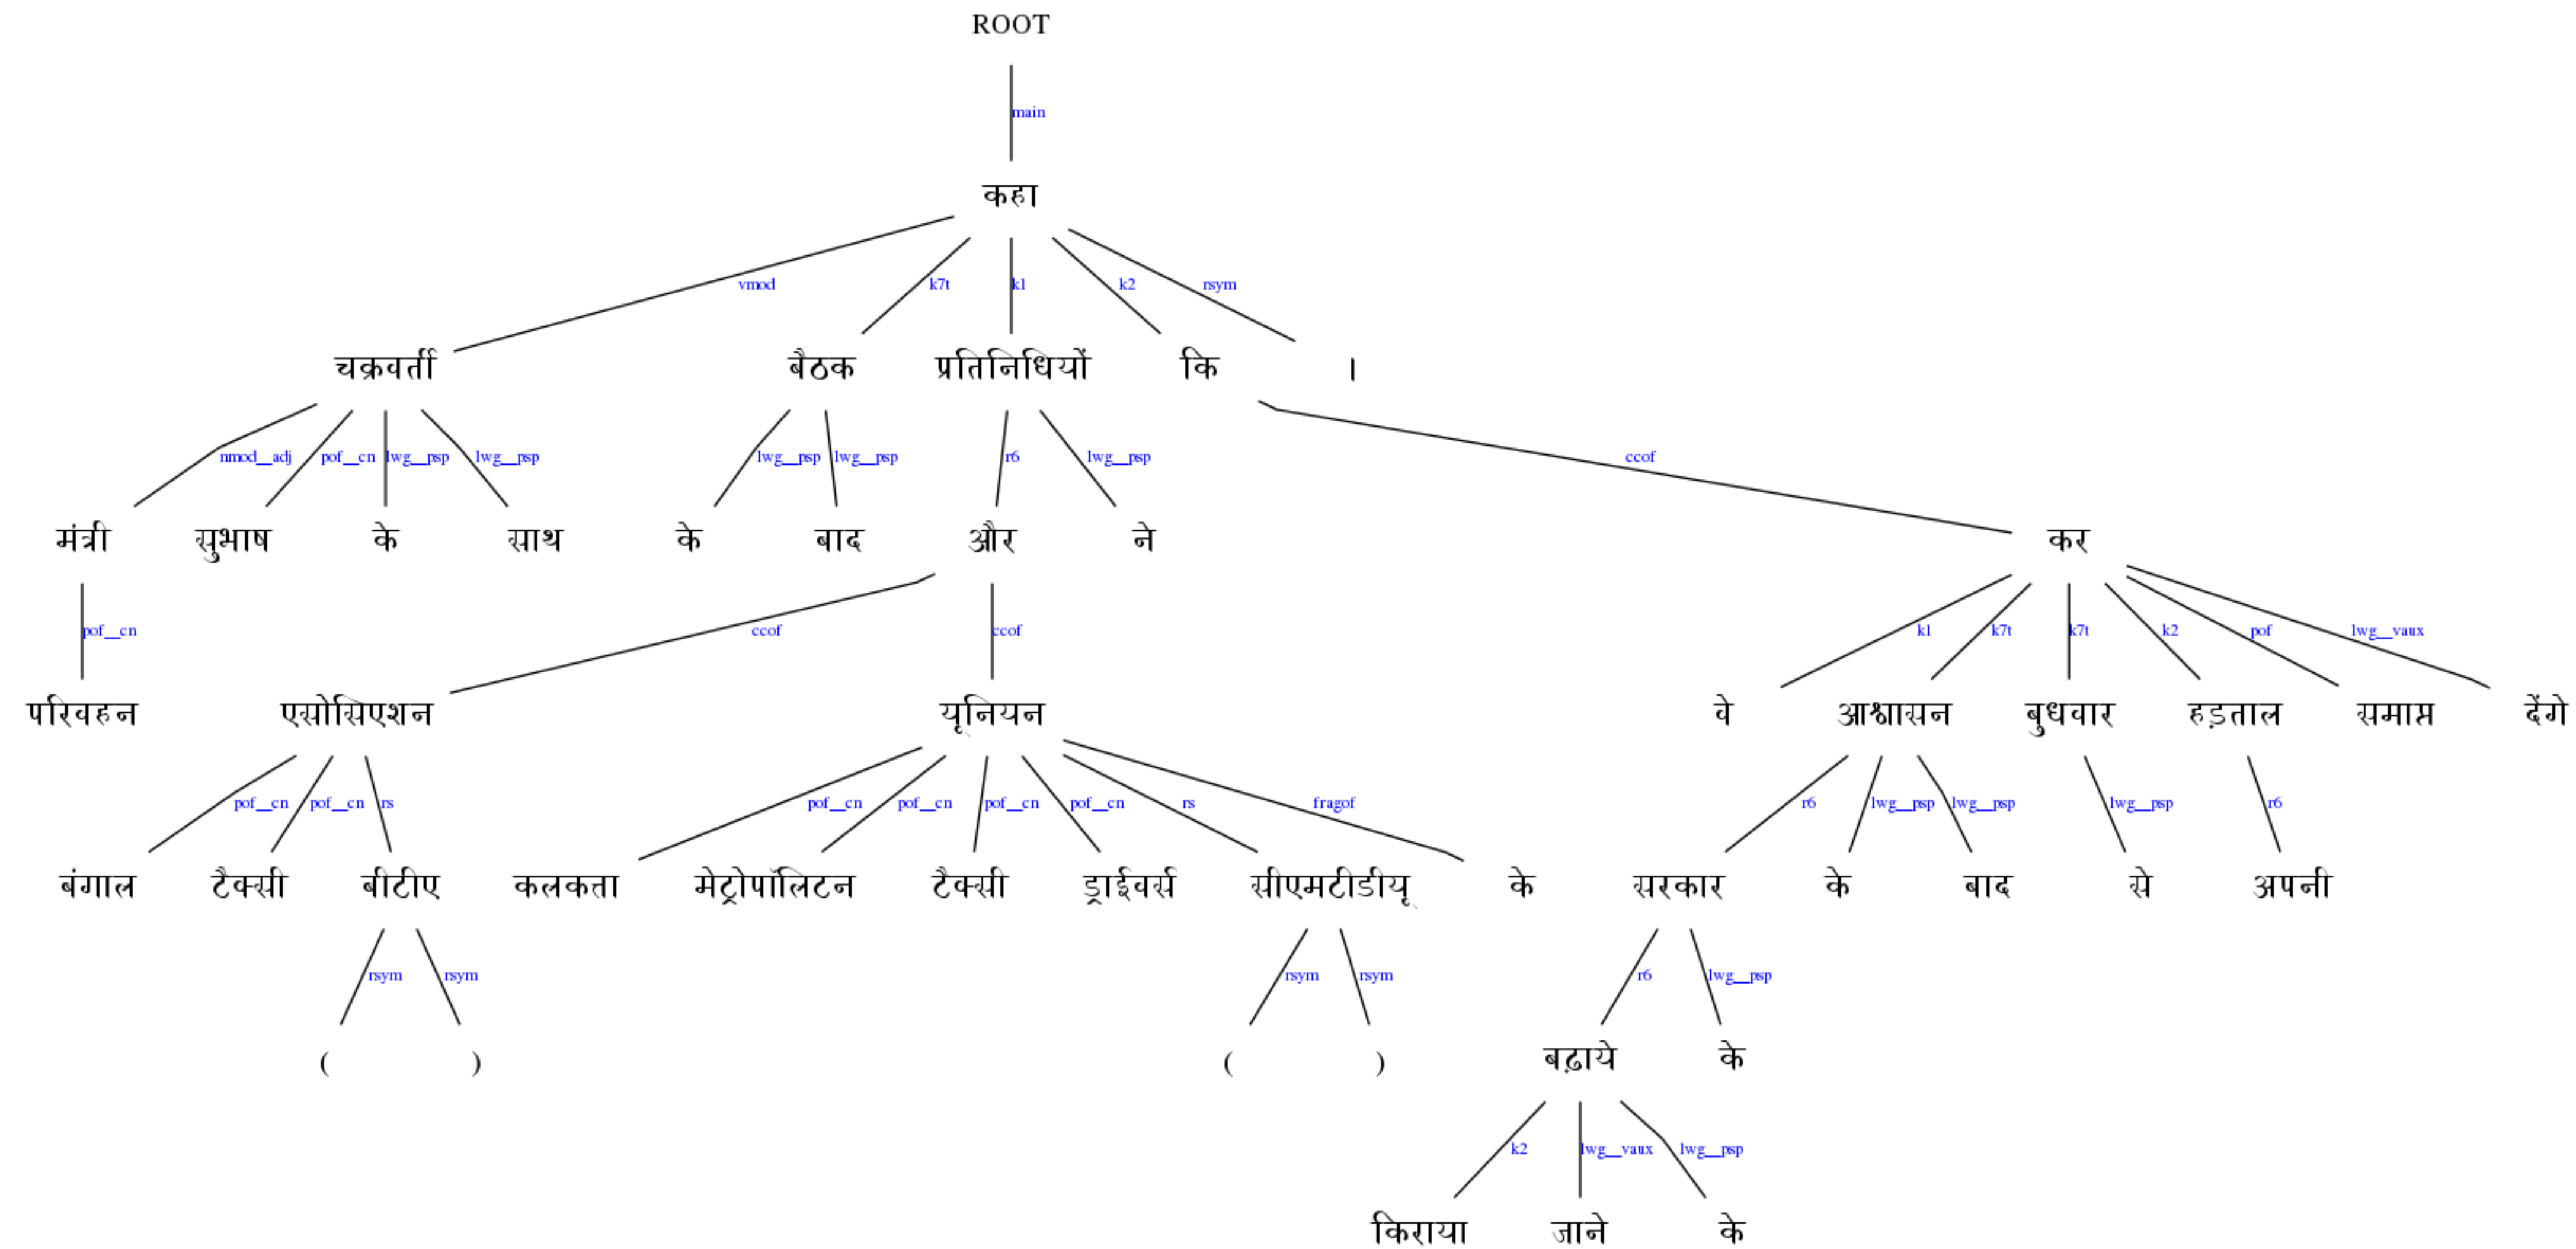 ROOT
main
कहा
vmod k7t k1 k2 rsym
चक्रवर्ती बैठक प्रतिनिधियों कि ।
nmod__adj pof__cn lwg__psp lwg__psp lwg__psp lwg__psp r6 lwg__psp ccof
मंत्री सुभाष के साथ के बाद और ने कर
pof__cn ccof ccof k1 k7t k7t k2 pof lwg__vaux
परिवहन एसोसिएशन यूनियन वे आश्वासन बुधवार हड़ताल समाप्त देंगे
pof__cn pof__cn rs pof__cn pof__cn pof__cn pof__cn rs fragof r6 lwg__psp lwg__psp lwg__psp r6
बंगाल टैक्सी बीटीए कलकत्ता मेट्रोपॉलिटन टैक्सी ड्राईवर्स सीएमटीडीयू के सरकार के बाद से अपनी
rsym rsym rsym rsym r6 lwg__psp
( ) ( ) बढ़ाये के
k2 lwg__vaux lwg__psp
किराया जाने के